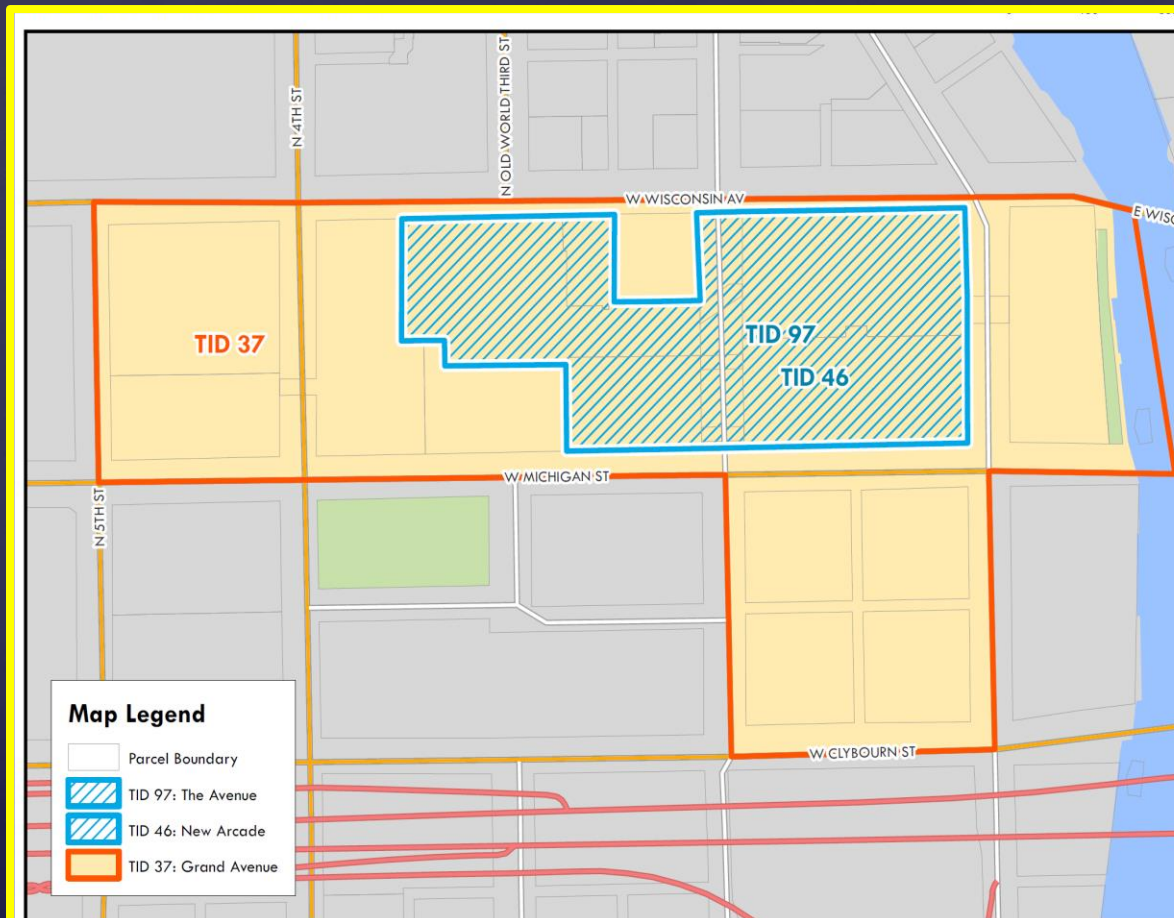 N 4TH ST
N OLD WORLD THIRD ST
W WISCONSIN AV
E WISC
TID 37
TID 97
TID 46
W MICHIGAN ST
N 5TH ST
W CLYBOURN ST
Map Legend
Parcel Boundary
TID 97: The Avenue
TID 46: New Arcade
TID 37: Grand Avenue